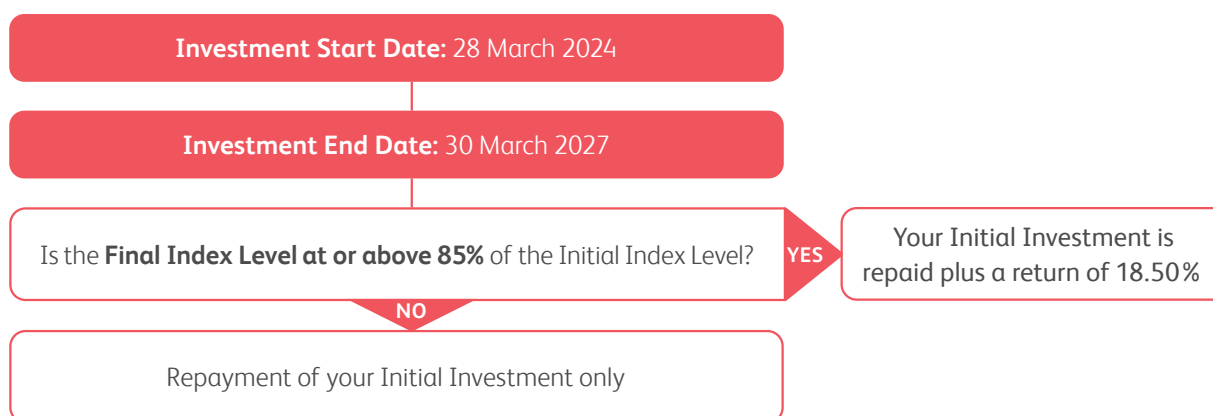 Investment Start Date: 28 March 2024
Investment End Date: 30 March 2027
Is the Final Index Level at or above 85% of the Initial Index Level?
YES
Your Initial Investment is
repaid plus a return of 18.50%
NO
Repayment of your Initial Investment only